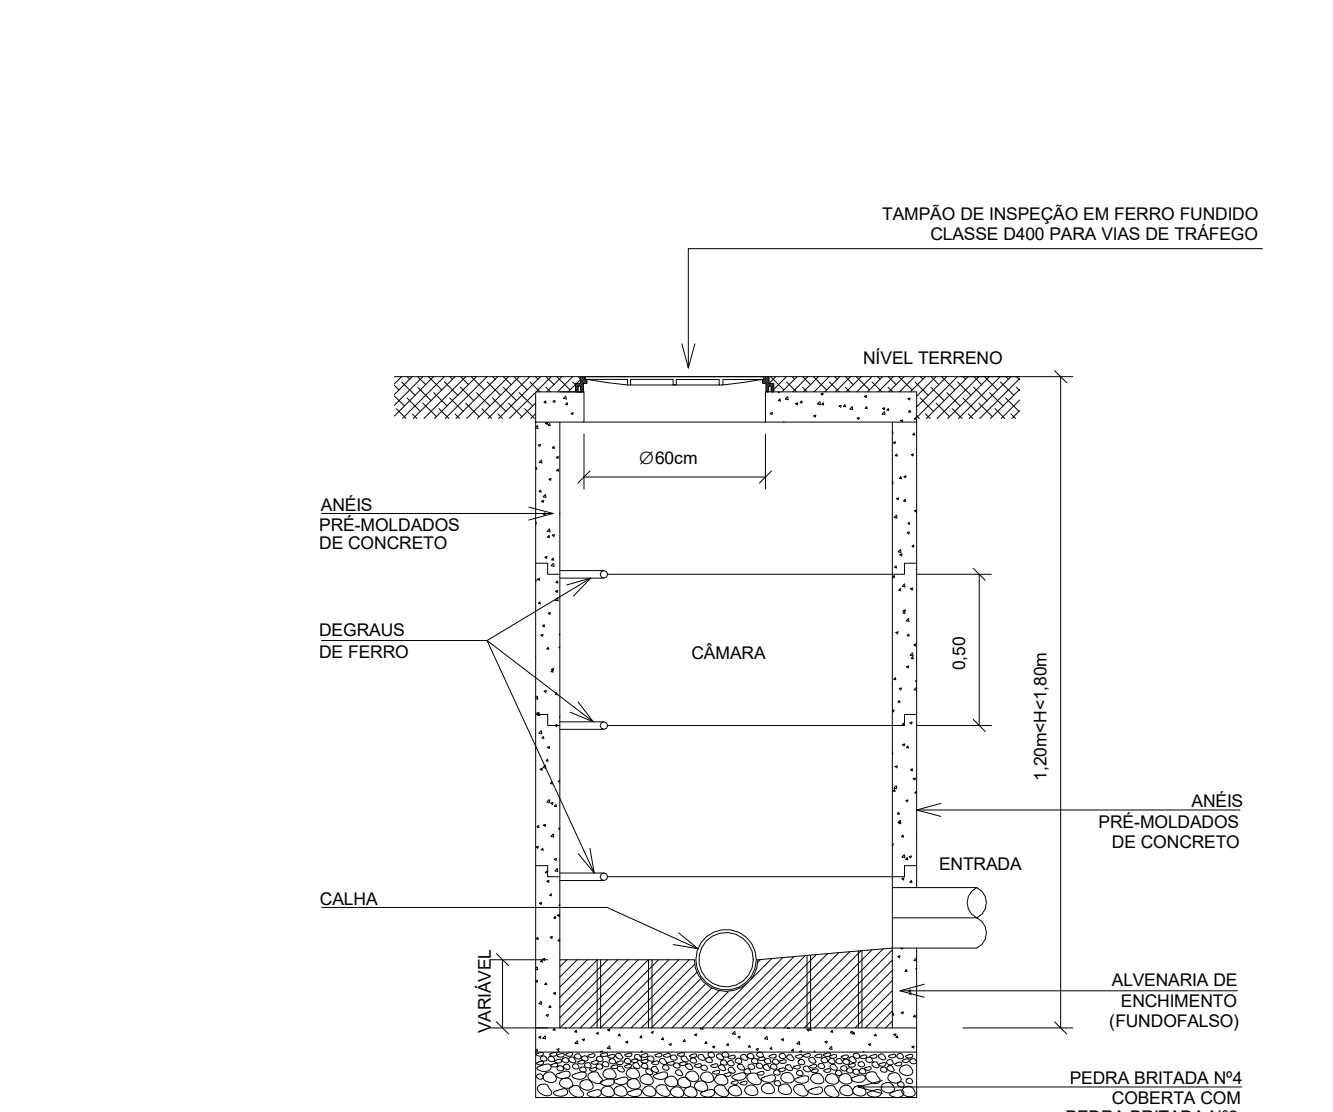 TAMPÃO DE INSPEÇÃO EM FERRO FUNDIDO
CLASSE D400 PARA VIAS DE TRÁFEGO
NÍVEL TERRENO
∅60cm
ANÉIS
PRÉ-MOLDADOS
DE CONCRETO
DEGRAUS
DE FERRO
CÂMARA
0,50
1,20m<H<1,80m
ANÉIS
PRÉ-MOLDADOS
DE CONCRETO
ENTRADA
CALHA
VARIÁVEL
ALVENARIA DE
ENCHIMENTO
(FUNDOFALSO)
PEDRA BRITADA Nº4
COBERTA COM
PEDRA BRITADA